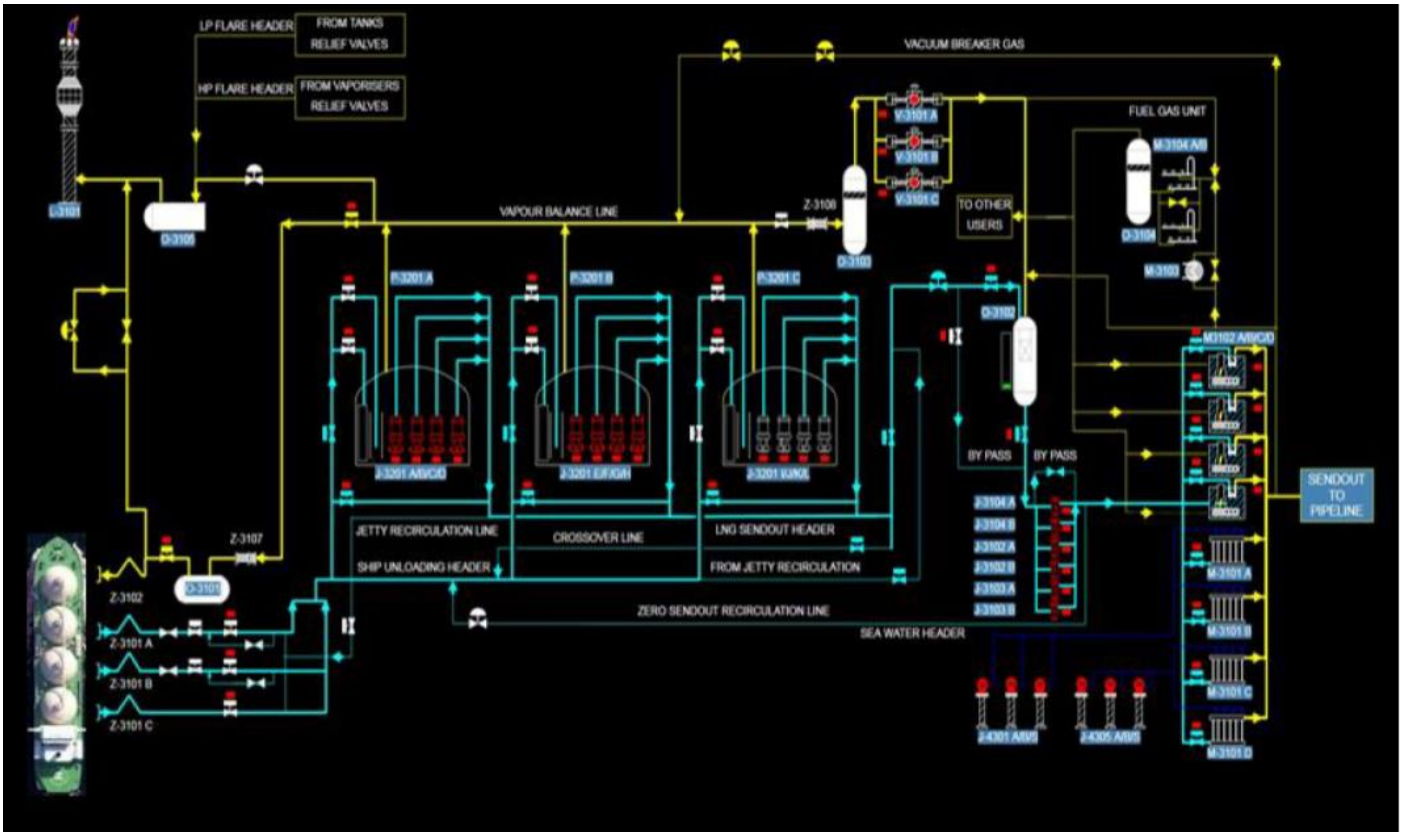 LP FLARE HEADER
FROM TANKS
RELIEF VALVES
HP FLARE HEADER
FROM VAPORISERS
RELIEF VALVES
VACUUM BREAKER GAS
FUEL GAS UNIT
V-3101 A
V-3101 B
V-3101 C
M-3104 A/B
L-3101
O-3105
VAPOUR BALANCE LINE
Z-3108
TO OTHER
USERS
O-3104
O-3103
M-3103
P-3201 A
P-3201 B
P-3201 C
O-3102
M3102 A/B/C/D
BY PASS
BY PASS
J-3201 A/B/C/D
J-3201 E/F/G/H
SENDOUT
TO
PIPELINE
J-3104 A
J-3104 B
J-3102 A
J-3102 B
J-3103 A
J-3103 B
JETTY RECIRCULATION LINE
CROSSOVER LINE
LNG SENDOUT HEADER
Z-3107
SHIP UNLOADING HEADER
FROM JETTY RECIRCULATION
O-3101
Z-3102
ZERO SENDOUT RECIRCULATION LINE
SEA WATER HEADER
Z-3101 A
Z-3101 B
Z-3101 C
M-3101 A
M-3101 B
M-3101 C
M-3101 D
J-4301 A/B/S
J-4305 A/B/S